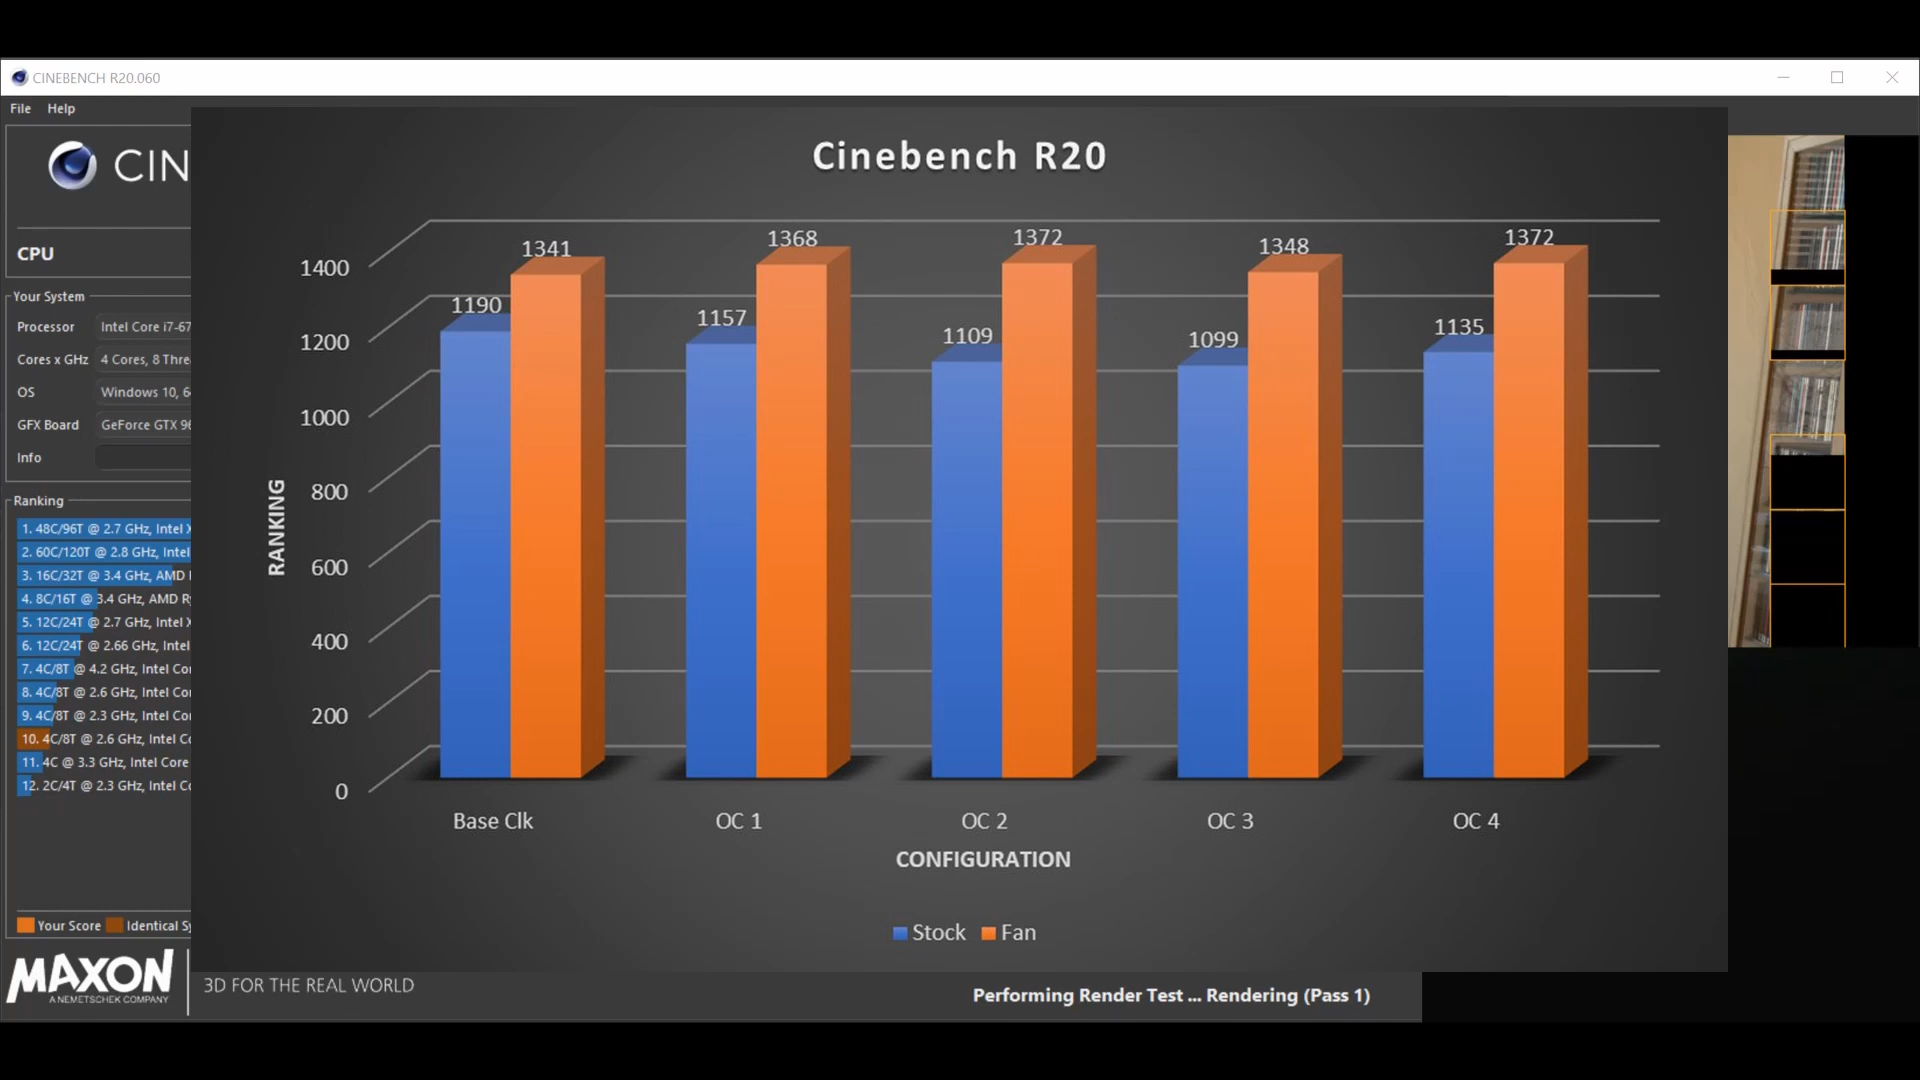 CINEBENCH R20.060
File Help
CIN
CPU
Your System
Processor Intel Core i7-67
Cores x GHz 4 Cores, 8 Thre
OS Windows 10, 6
GFX Board GeForce GTX 96
Info
Ranking
1. 48C/96T @ 2.7 GHz, Intel X
2. 60C/120T @ 2.8 GHz, Intel
3. 16C/32T @ 3.4 GHz, AMD
4. 8C/16T @ 3.4 GHz, AMD Ry
5. 12C/24T @ 2.7 GHz, Intel X
6. 12C/24T @ 2.66 GHz, Intel
7. 4C/8T @ 4.2 GHz, Intel Cor
8. 4C/8T @ 2.6 GHz, Intel Cor
9. 4C/8T @ 2.3 GHz, Intel Cor
10. 4C/8T @ 2.6 GHz, Intel Co
11. 4C @ 3.3 GHz, Intel Core
12. 2C/4T @ 2.3 GHz, Intel Co
Your Score Identical Sy
MAXON
A NEMETSCHEK COMPANY
3D FOR THE REAL WORLD
Performing Render Test ... Rendering (Pass 1)
Cinebench R20
RANKING
1400
1200
1000
800
600
400
200
0
1190 1341
1157 1368
1109 1372
1099 1348
1135 1372
Base Clk OC 1 OC 2 OC 3 OC 4
CONFIGURATION
Stock Fan